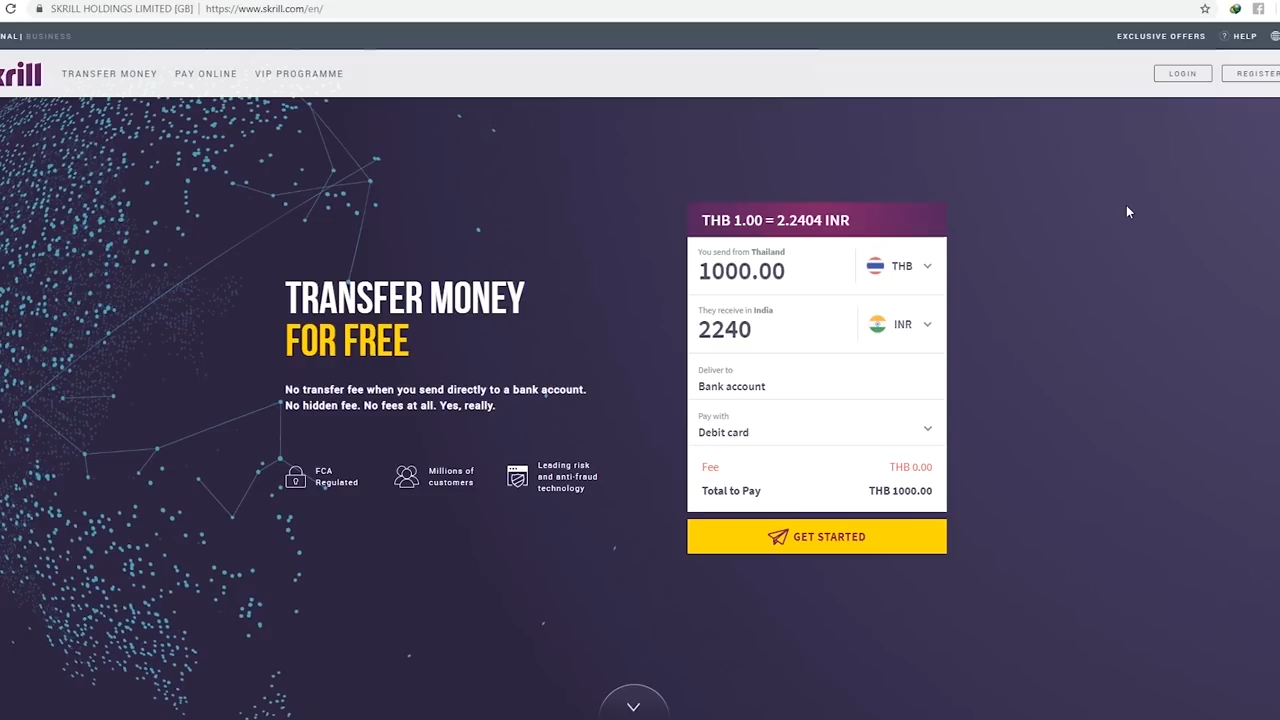 SKRILL HOLDINGS LIMITED [GB] | https://www.skrill.com/en/
NAL | BUSINESS
EXCLUSIVE OFFERS
? HELP
krill
TRANSFER MONEY
PAY ONLINE
VIP PROGRAMME
LOGIN
REGISTER
THB 1.00 = 2.2404 INR
You send from Thailand
1000.00
THB
They receive in India
2240
INR
Deliver to
Bank account
Pay with
Debit card
Fee
THB 0.00
Total to Pay
THB 1000.00
GET STARTED
TRANSFER MONEY
FOR FREE
No transfer fee when you send directly to a bank account.
No hidden fee. No fees at all. Yes, really.
FCA
Regulated
Millions of
customers
Leading risk
and anti-fraud
technology